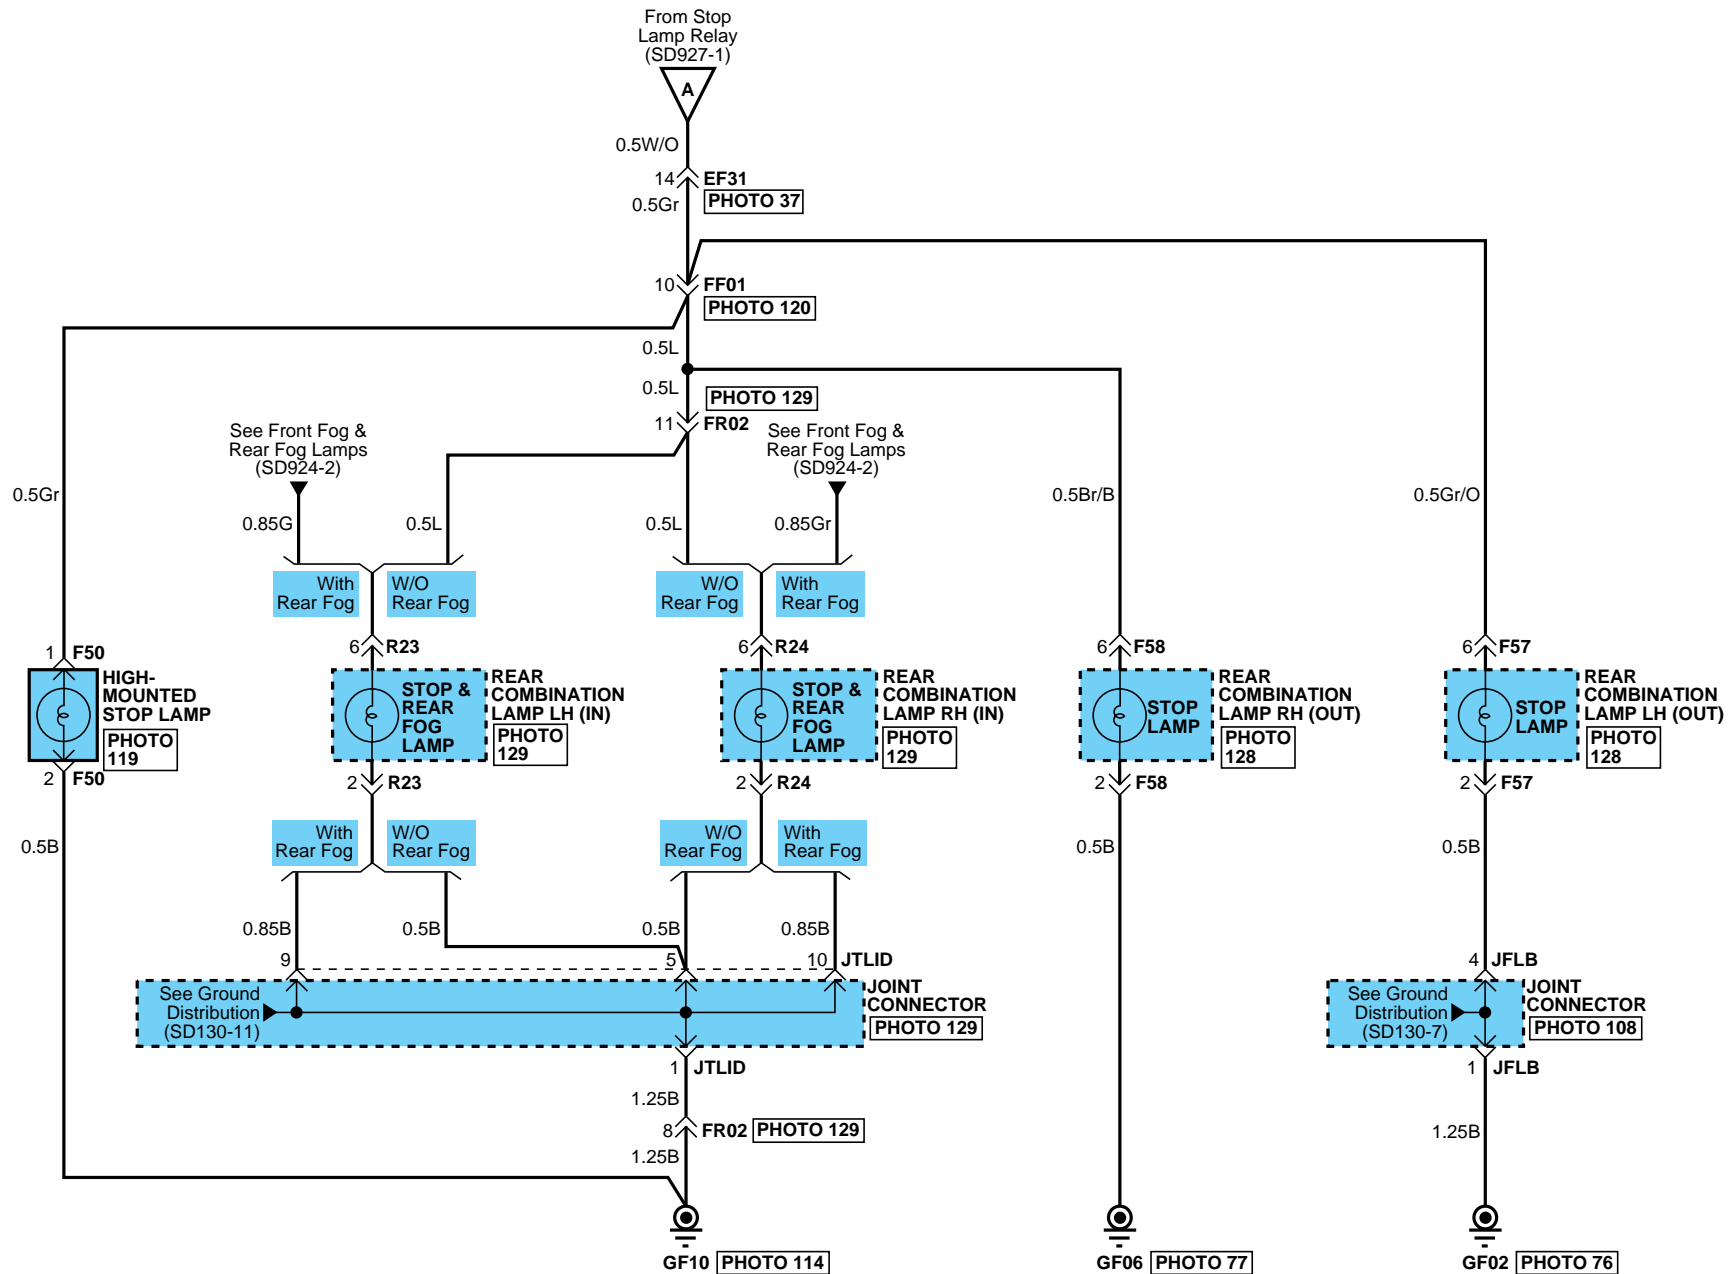 From Stop
Lamp Relay
(SD927-1)
A
0.5W/O
14 EF31
PHOTO 37
0.5Gr
10 FF01
PHOTO 120
0.5L
0.5L
PHOTO 129
11 FR02
See Front Fog &
Rear Fog Lamps
(SD924-2)
See Front Fog &
Rear Fog Lamps
(SD924-2)
0.5Gr
0.85G
0.5L
0.5L
0.85Gr
0.5Br/B
0.5Gr/O
With
Rear Fog
W/O
Rear Fog
W/O
Rear Fog
With
Rear Fog
1 F50
6 R23
6 R24
6 F58
6 F57
HIGH-
MOUNTED
STOP LAMP
PHOTO
119
STOP &
REAR
FOG
LAMP
REAR
COMBINATION
LAMP LH (IN)
PHOTO
129
STOP &
REAR
FOG
LAMP
REAR
COMBINATION
LAMP RH (IN)
PHOTO
129
STOP
LAMP
REAR
COMBINATION
LAMP RH (OUT)
PHOTO
128
STOP
LAMP
REAR
COMBINATION
LAMP LH (OUT)
PHOTO
128
2 F50
2 R23
2 R24
2 F58
2 F57
With
Rear Fog
W/O
Rear Fog
W/O
Rear Fog
With
Rear Fog
0.5B
0.5B
0.5B
0.85B
0.5B
0.5B
0.85B
9
5
10 JTLID
4 JFLB
See Ground
Distribution
(SD130-11)
JOINT
CONNECTOR
PHOTO 129
See Ground
Distribution
(SD130-7)
JOINT
CONNECTOR
PHOTO 108
1 JTLID
1 JFLB
1.25B
8 FR02 PHOTO 129
1.25B
1.25B
GF10 PHOTO 114
GF06 PHOTO 77
GF02 PHOTO 76